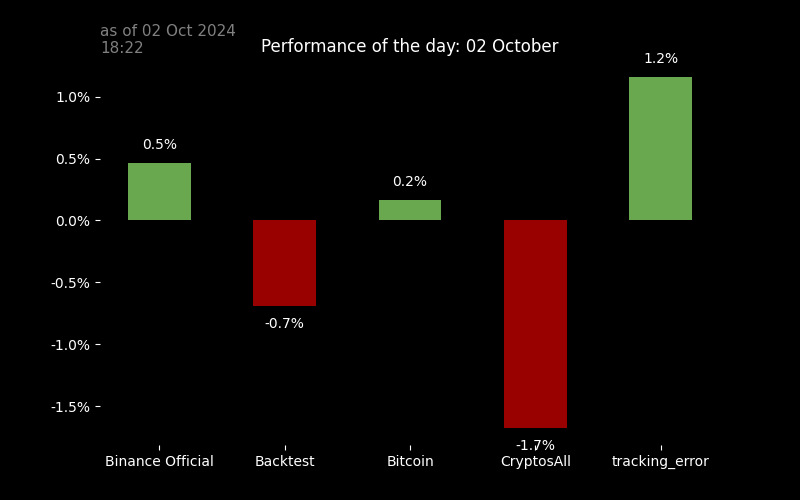 as of 02 Oct 2024
18:22
Performance of the day: 02 October
1.2%
1.0%
0.5%
0.5%
0.2%
0.0%
-0.5%
-0.7%
-1.0%
-1.5%
-1.7%
Binance Official
Backtest
Bitcoin
CryptosAll
tracking_error